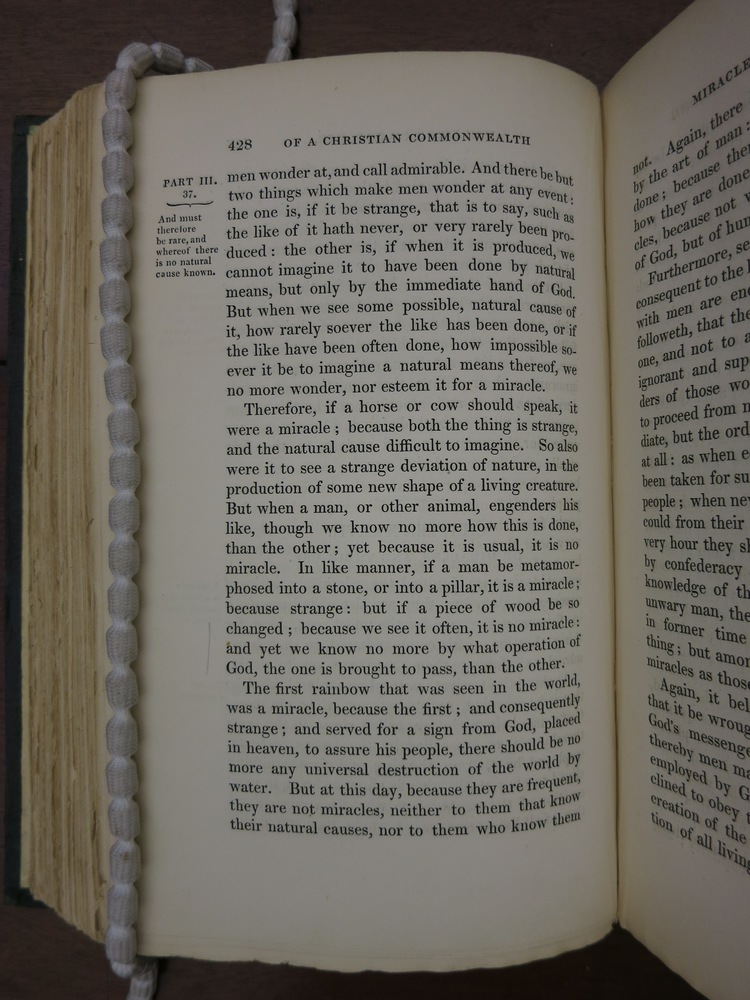 428 OF A CHRISTIAN COMMONWEALTH
PART III.
37.
And must
therefore
be rare, and
whereof there
is no natural
cause known.
men wonder at, and call admirable. And there be but
two things which make men wonder at any event:
the one is, if it be strange, that is to say, such as
the like of it hath never, or very rarely been pro-
duced: the other is, if when it is produced, we
cannot imagine it to have been done by natural
means, but only by the immediate hand of God.
But when we see some possible, natural cause of
it, how rarely soever the like has been done, or if
the like have been often done, how impossible so-
ever it be to imagine a natural means thereof, we
no more wonder, nor esteem it for a miracle.
Therefore, if a horse or cow should speak, it
were a miracle; because both the thing is strange,
and the natural cause difficult to imagine. So also
were it to see a strange deviation of nature, in the
production of some new shape of a living creature.
But when a man, or other animal, engenders his
like, though we know no more how this is done,
than the other; yet because it is usual, it is no
miracle. In like manner, if a man be metamor-
phosed into a stone, or into a pillar, it is a miracle;
because strange: but if a piece of wood be so
changed; because we see it often, it is no miracle:
and yet we know no more by what operation of
God, the one is brought to pass, than the other.
The first rainbow that was seen in the world,
was a miracle, because the first; and consequently
strange; and served for a sign from God, placed
in heaven, to assure his people, there should be no
more any universal destruction of the world by
water. But at this day, because they are frequent,
they are not miracles, neither to them that know
their natural causes, nor to them who know them
not. Again, there
by the art of man:
done; because
how they are done
cles, because not
of God, but of
Furthermore,
consequent to the
with men are
followeth, that the
one, and not to
ignorant and
ders of those
to proceed from
diate, but the
at all: as when
been taken for
people; when
could from their
very hour they
by confederacy
knowledge of
unwary man, the
in former time
thing; but
miracles as those
Again, it
that it be
God's
thereby men
employed by
clined to obey
creation of the
tion of all